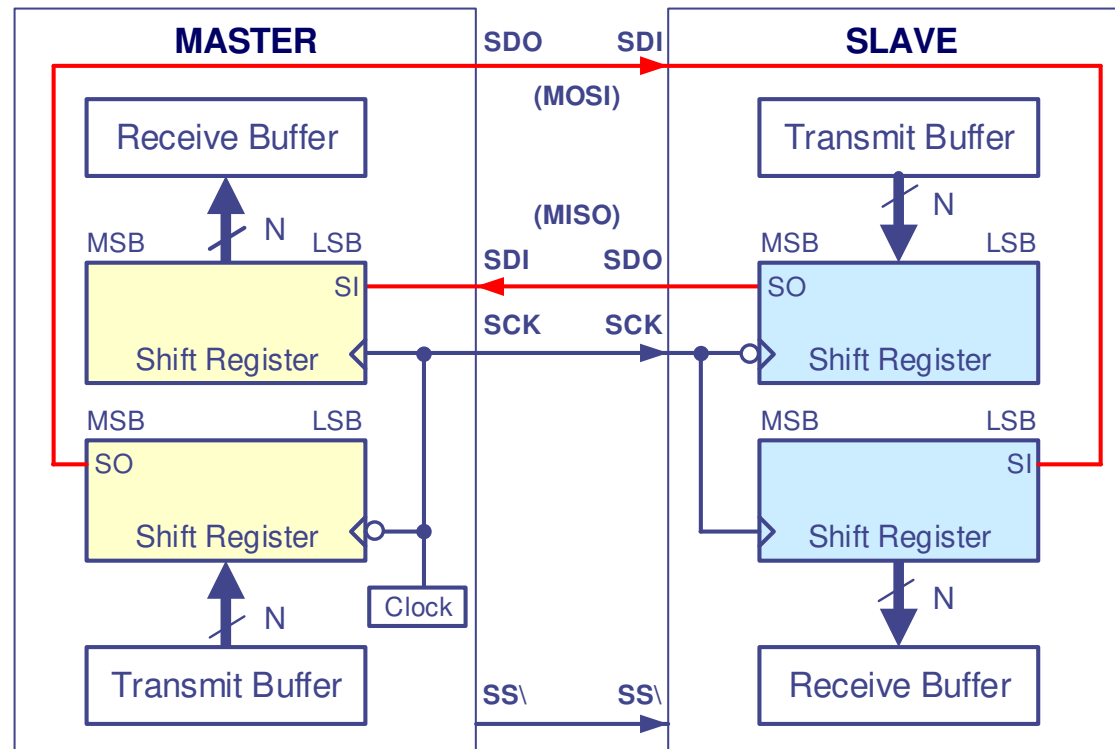 MASTER
SDO
SDI
SLAVE
(MOSI)
Receive Buffer
Transmit Buffer
N
(MISO)
N
MSB
LSB
MSB
LSB
SI
SDI
SDO
SO
SCK
SCK
Shift Register
Shift Register
MSB
LSB
MSB
LSB
SO
SI
Shift Register
Shift Register
Clock
N
N
Transmit Buffer
Receive Buffer
SS\
SS\